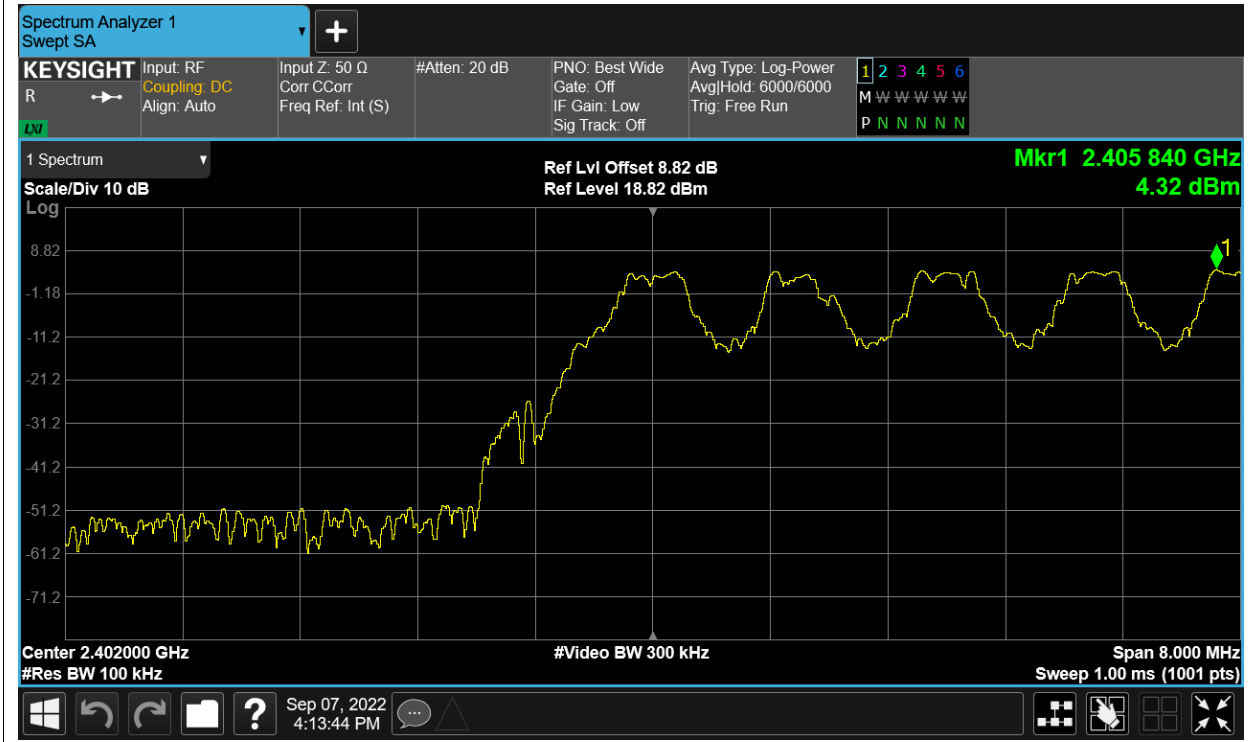 Spectrum Analyzer 1
Swept SA
KEYSIGHT
R
LXI
Input: RF
Coupling: DC
Align: Auto
Input Z: 50 Ω
Corr CCorr
Freq Ref: Int (S)
#Atten: 20 dB
PNO: Best Wide
Gate: Off
IF Gain: Low
Sig Track: Off
Avg Type: Log-Power
Avg|Hold: 6000/6000
Trig: Free Run
1 2 3 4 5 6
M W W W W W
P N N N N N
1 Spectrum
Scale/Div 10 dB
Log
Ref Lvl Offset 8.82 dB
Ref Level 18.82 dBm
Mkr1 2.405 840 GHz
4.32 dBm
1
8.82
-1.18
-11.2
-21.2
-31.2
-41.2
-51.2
-61.2
-71.2
Center 2.402000 GHz
#Video BW 300 kHz
Span 8.000 MHz
#Res BW 100 kHz
Sweep 1.00 ms (1001 pts)
?
Sep 07, 2022
4:13:44 PM